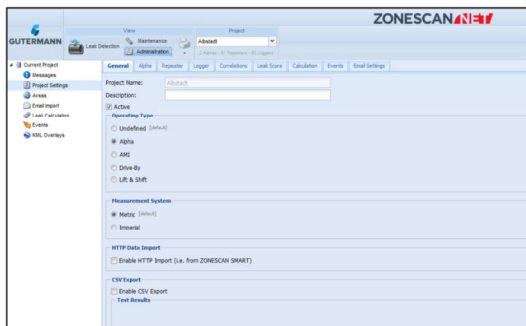 ZONESCAN NET
GUTERMANN
View
Project
Leak Detection
Maintenance
Administration
Albstadt
Current Project
Messages
Project Settings
Areas
Email Import
Leak Calculation
Events
KML Overlays
General Alpha Repeater Logger Correlations Leak Score Calculation Events Email Settings
Project Name: Albstadt
Description:
Active
Operating Type
Undefined [default]
Alpha
AMI
Drive-By
Lift & Shift
Measurement System
Metric [default]
Imperial
HTTP Data Import
Enable HTTP Import (i.e. from ZONESCAN SMART)
CSV Export
Enable CSV Export
Test Results